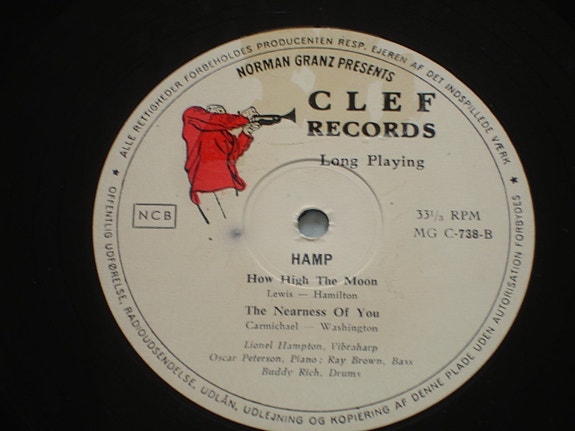 ALLE RETTIGHEDER FORBEHOLDES PRODUCENTEN RESP. EJEREN AF DET INDSPILLEDE VÆRK
★ OFFENTLIG UDFØRELSE, RADIOUDSENDELSE, UDLÅN, UDLEJNING OG KOPIERING AF DENNE PLADE UDEN AUTORISATION FORBYDES ★
NORMAN GRANZ PRESENTS
CLEF
RECORDS
Long Playing
NCB
33 1/3 RPM
MG C-738-B
HAMP
How High The Moon
Lewis — Hamilton
The Nearness Of You
Carmichael — Washington
Lionel Hampton, Vibraharp
Oscar Peterson, Piano; Ray Brown, Bass
Buddy Rich, Drums